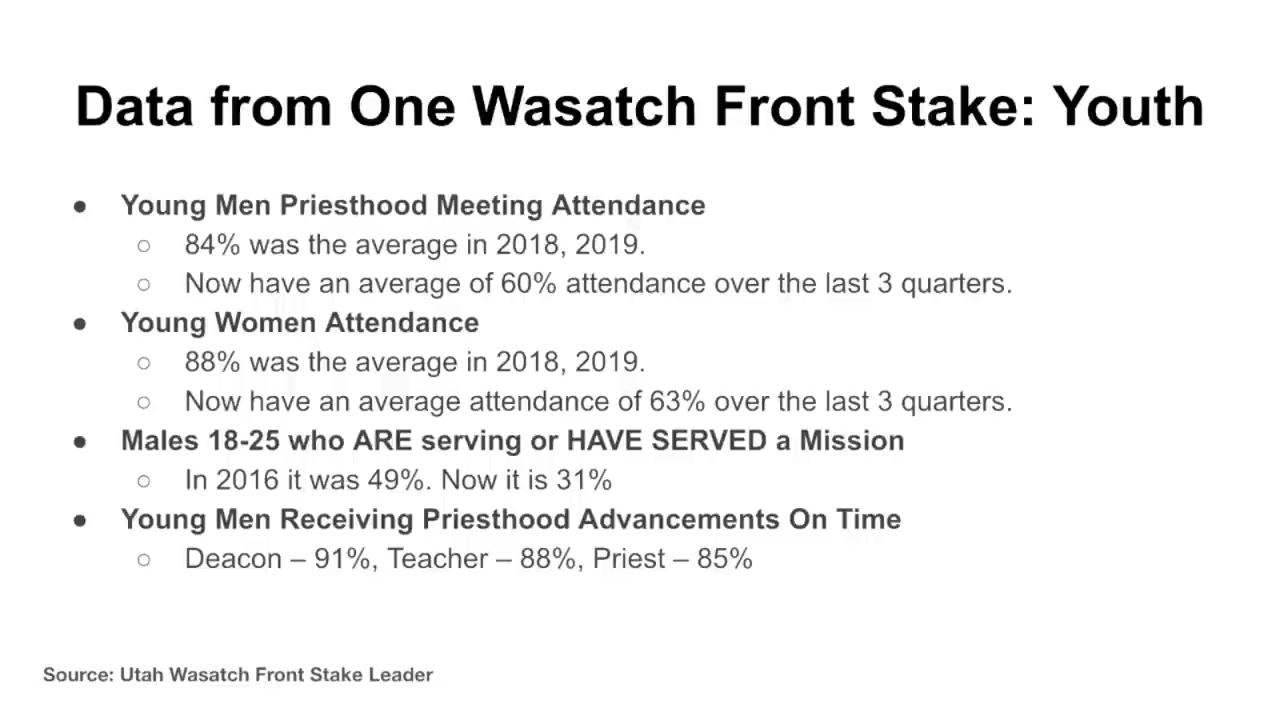 Data from One Wasatch Front Stake: Youth
● Young Men Priesthood Meeting Attendance
○ 84% was the average in 2018, 2019.
○ Now have an average of 60% attendance over the last 3 quarters.
● Young Women Attendance
○ 88% was the average in 2018, 2019.
○ Now have an average attendance of 63% over the last 3 quarters.
● Males 18-25 who ARE serving or HAVE SERVED a Mission
○ In 2016 it was 49%. Now it is 31%
● Young Men Receiving Priesthood Advancements On Time
○ Deacon – 91%, Teacher – 88%, Priest – 85%
Source: Utah Wasatch Front Stake Leader